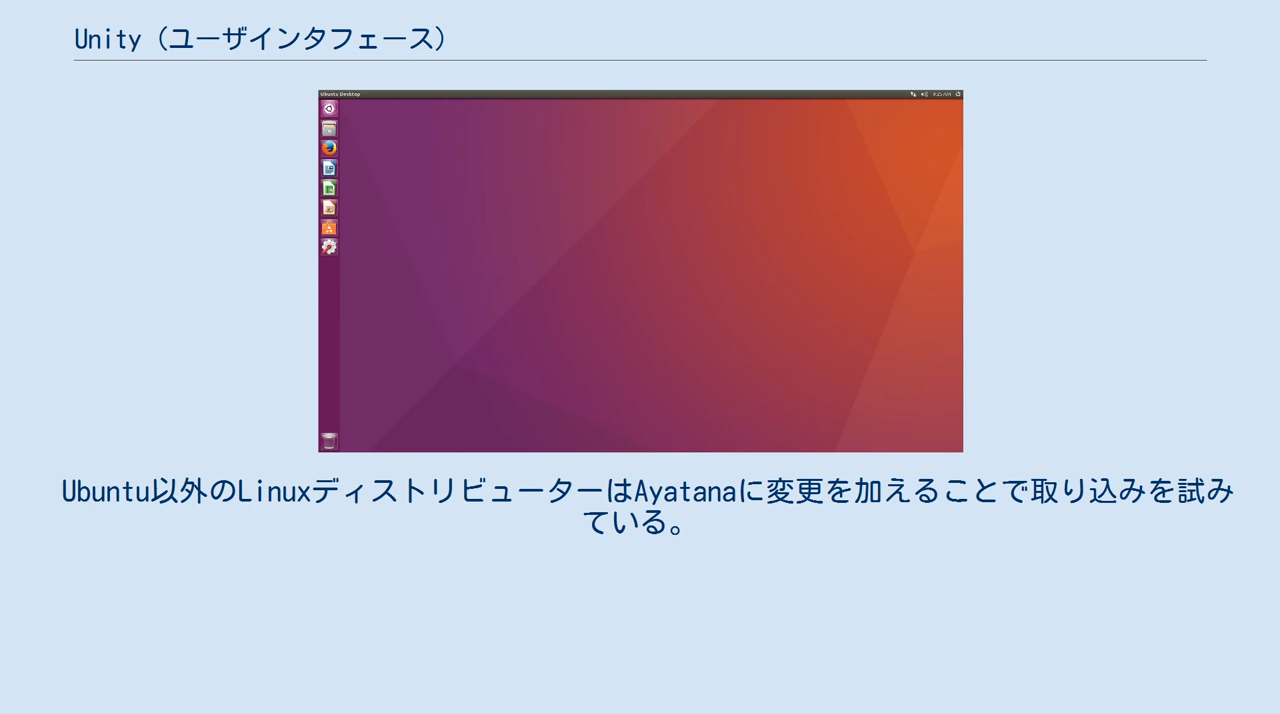 Unity（ユーザインタフェース）
Ubuntu Desktop
Ubuntu以外のLinuxディストリビューターはAyatanaに変更を加えることで取り込みを試み
ている。